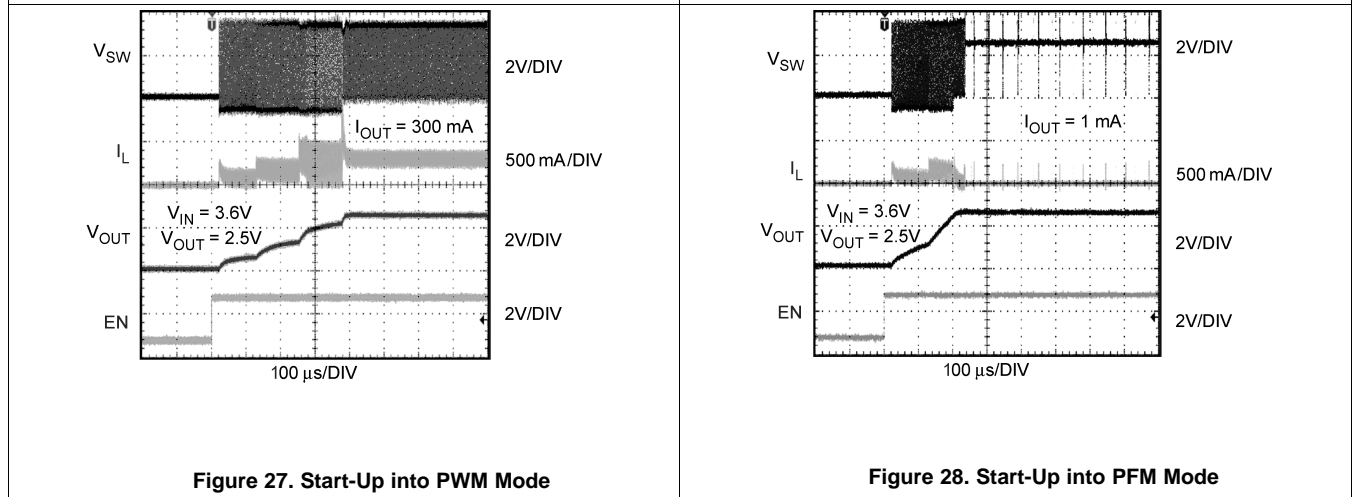 T
V_SW
2V/DIV
I_OUT = 300 mA
I_L
500 mA/DIV
V_IN = 3.6V
V_OUT = 2.5V
V_OUT
2V/DIV
EN
2V/DIV
100 µs/DIV
Figure 27. Start-Up into PWM Mode
T
V_SW
2V/DIV
I_OUT = 1 mA
I_L
500 mA/DIV
V_IN = 3.6V
V_OUT = 2.5V
V_OUT
2V/DIV
EN
2V/DIV
100 µs/DIV
Figure 28. Start-Up into PFM Mode